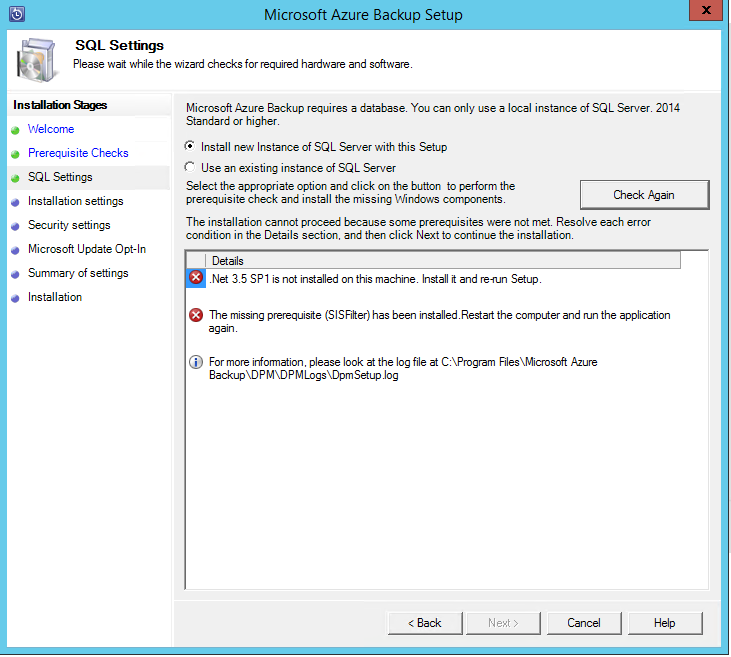 Microsoft Azure Backup Setup
x
SQL Settings
Please wait while the wizard checks for required hardware and software.
Installation Stages
Welcome
Prerequisite Checks
SQL Settings
Installation settings
Security settings
Microsoft Update Opt-In
Summary of settings
Installation
Microsoft Azure Backup requires a database. You can only use a local instance of SQL Server. 2014
Standard or higher.
Install new Instance of SQL Server with this Setup
Use an existing instance of SQL Server
Select the appropriate option and click on the button to perform the
prerequisite check and install the missing Windows components.
Check Again
The installation cannot proceed because some prerequisites were not met. Resolve each error
condition in the Details section, and then click Next to continue the installation.
Details
.Net 3.5 SP1 is not installed on this machine. Install it and re-run Setup.
The missing prerequisite (SISFilter) has been installed.Restart the computer and run the application
again.
For more information, please look at the log file at C:\Program Files\Microsoft Azure
Backup\DPM\DPMLogs\DpmSetup.log
< Back
Next >
Cancel
Help